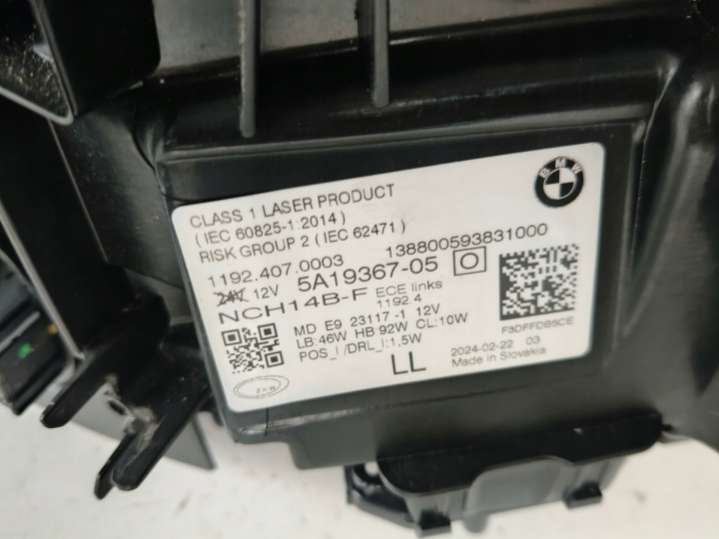 BMW
CLASS 1 LASER PRODUCT
(IEC 60825-1:2014)
RISK GROUP 2 (IEC 62471)
1192.407.0003 138800593831000
24V 12V 5A19367-05
NCH14B-F ECE links
1192.4
MD E9 23117-1 12V
LB:46W HB:92W CL:10W
POS_I/DRL_I:1,5W
LL
F3DFFDB5CE
2024-02-22 03
Made in Slovakia